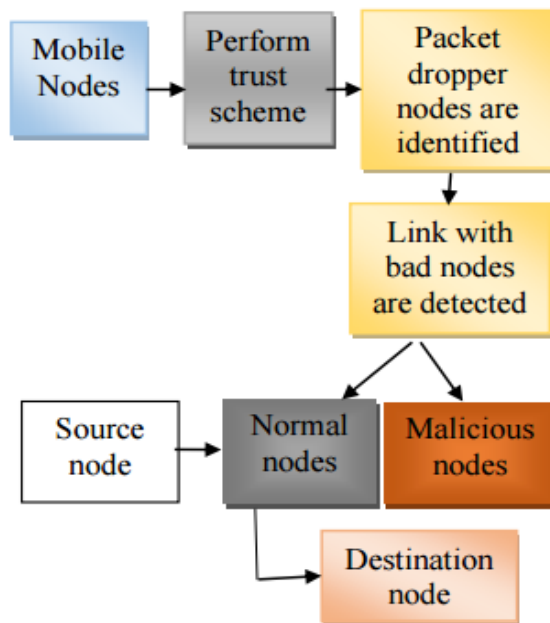 Mobile
Nodes
Perform
trust
scheme
Packet
dropper
nodes are
identified
Link with
bad nodes
are detected
Source
node
Normal
nodes
Malicious
nodes
Destination
node